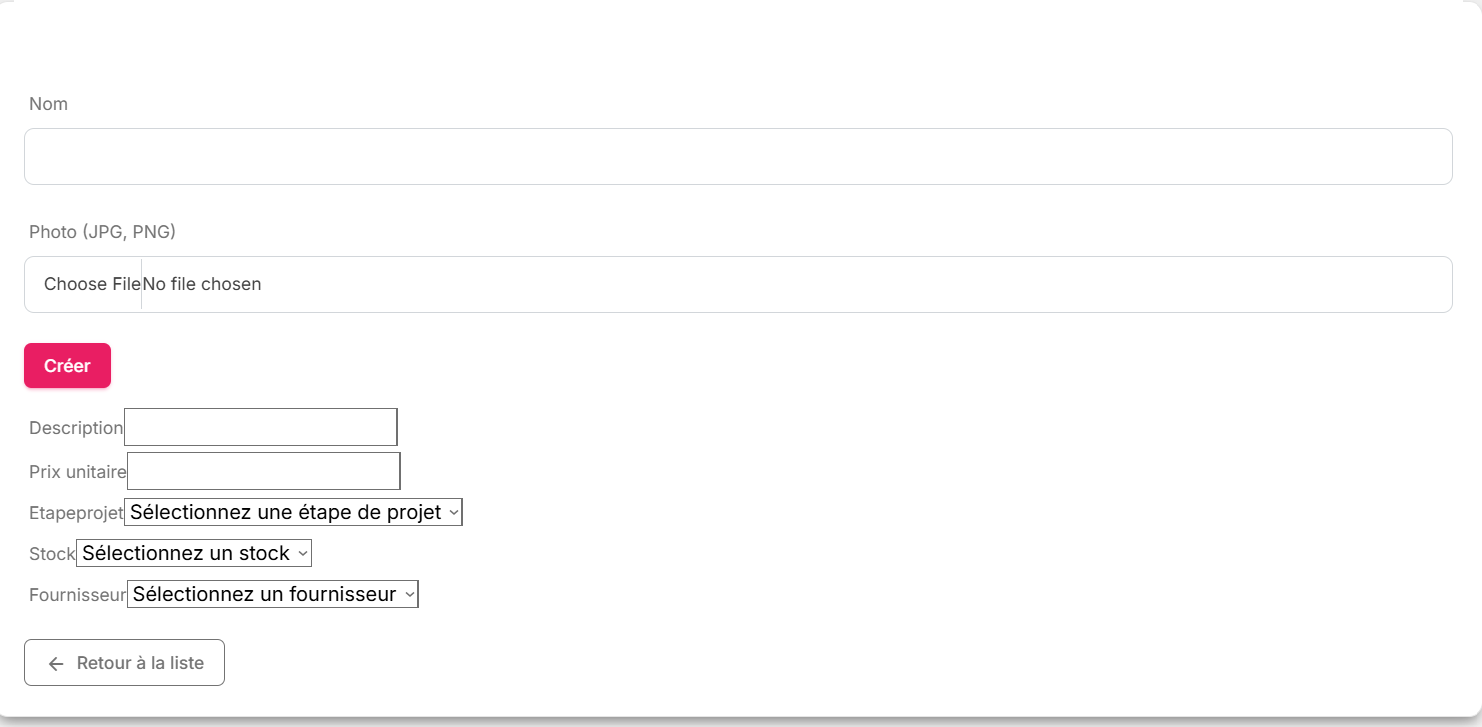 Nom
Photo (JPG, PNG)
Choose File No file chosen
Créer
Description
Prix unitaire
Etapeprojet Sélectionnez une étape de projet
Stock Sélectionnez un stock
Fournisseur Sélectionnez un fournisseur
← Retour à la liste